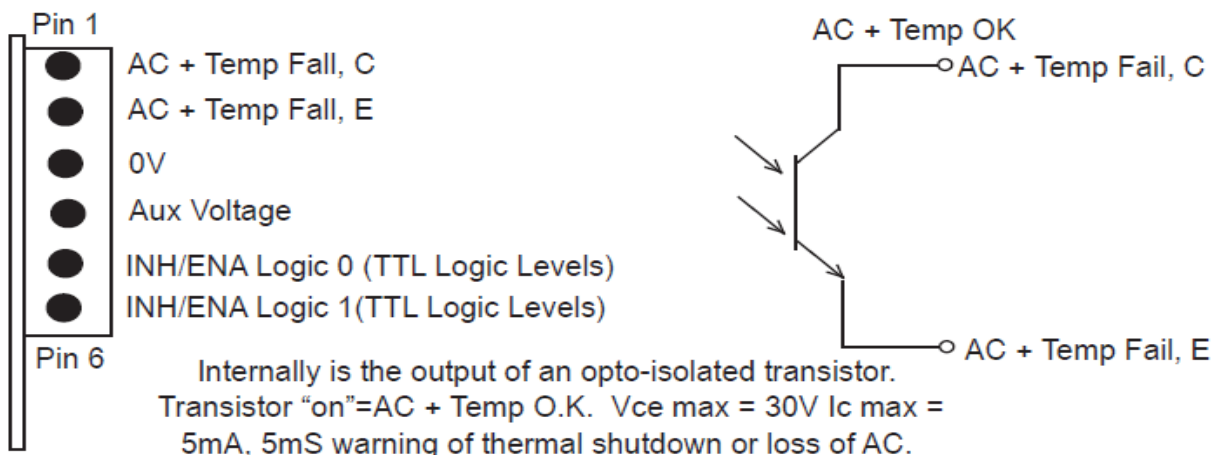 Pin 1
AC + Temp Fall, C
AC + Temp Fall, E
0V
Aux Voltage
INH/ENA Logic 0 (TTL Logic Levels)
INH/ENA Logic 1(TTL Logic Levels)
Pin 6
AC + Temp OK
AC + Temp Fail, C
AC + Temp Fail, E
Internally is the output of an opto-isolated transistor.
Transistor “on”=AC + Temp O.K.  Vce max = 30V Ic max =
5mA, 5mS warning of thermal shutdown or loss of AC.